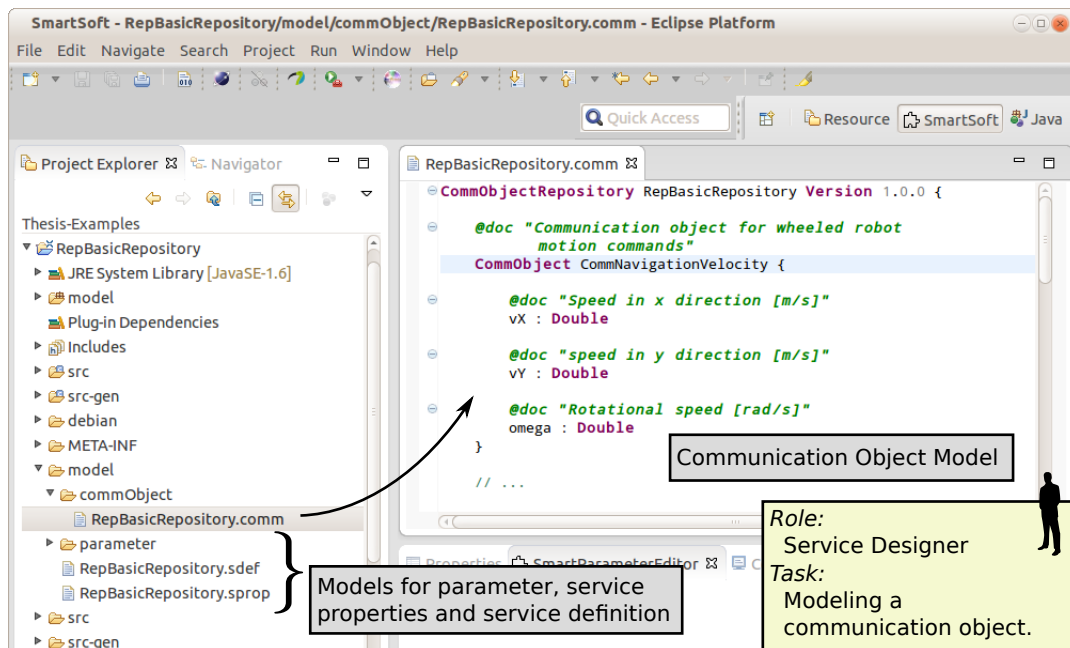 SmartSoft - RepBasicRepository/model/commObject/RepBasicRepository.comm - Eclipse Platform
File Edit Navigate Search Project Run Window Help
010
Quick Access
Resource SmartSoft Java
Project Explorer Navigator
RepBasicRepository.comm
Thesis-Examples
RepBasicRepository
JRE System Library [JavaSE-1.6]
model
Plug-in Dependencies
Includes
src
src-gen
debian
META-INF
model
commObject
RepBasicRepository.comm
parameter
RepBasicRepository.sdef
RepBasicRepository.sprop
src
src-gen
CommObjectRepository RepBasicRepository Version 1.0.0 {
@doc "Communication object for wheeled robot
motion commands"
CommObject CommNavigationVelocity {
@doc "Speed in x direction [m/s]"
vX : Double
@doc "speed in y direction [m/s]"
vY : Double
@doc "Rotational speed [rad/s]"
omega : Double
}
// ...
Communication Object Model
Properties SmartParameterEditor C
Models for parameter, service
properties and service definition
Role:
Service Designer
Task:
Modeling a
communication object.